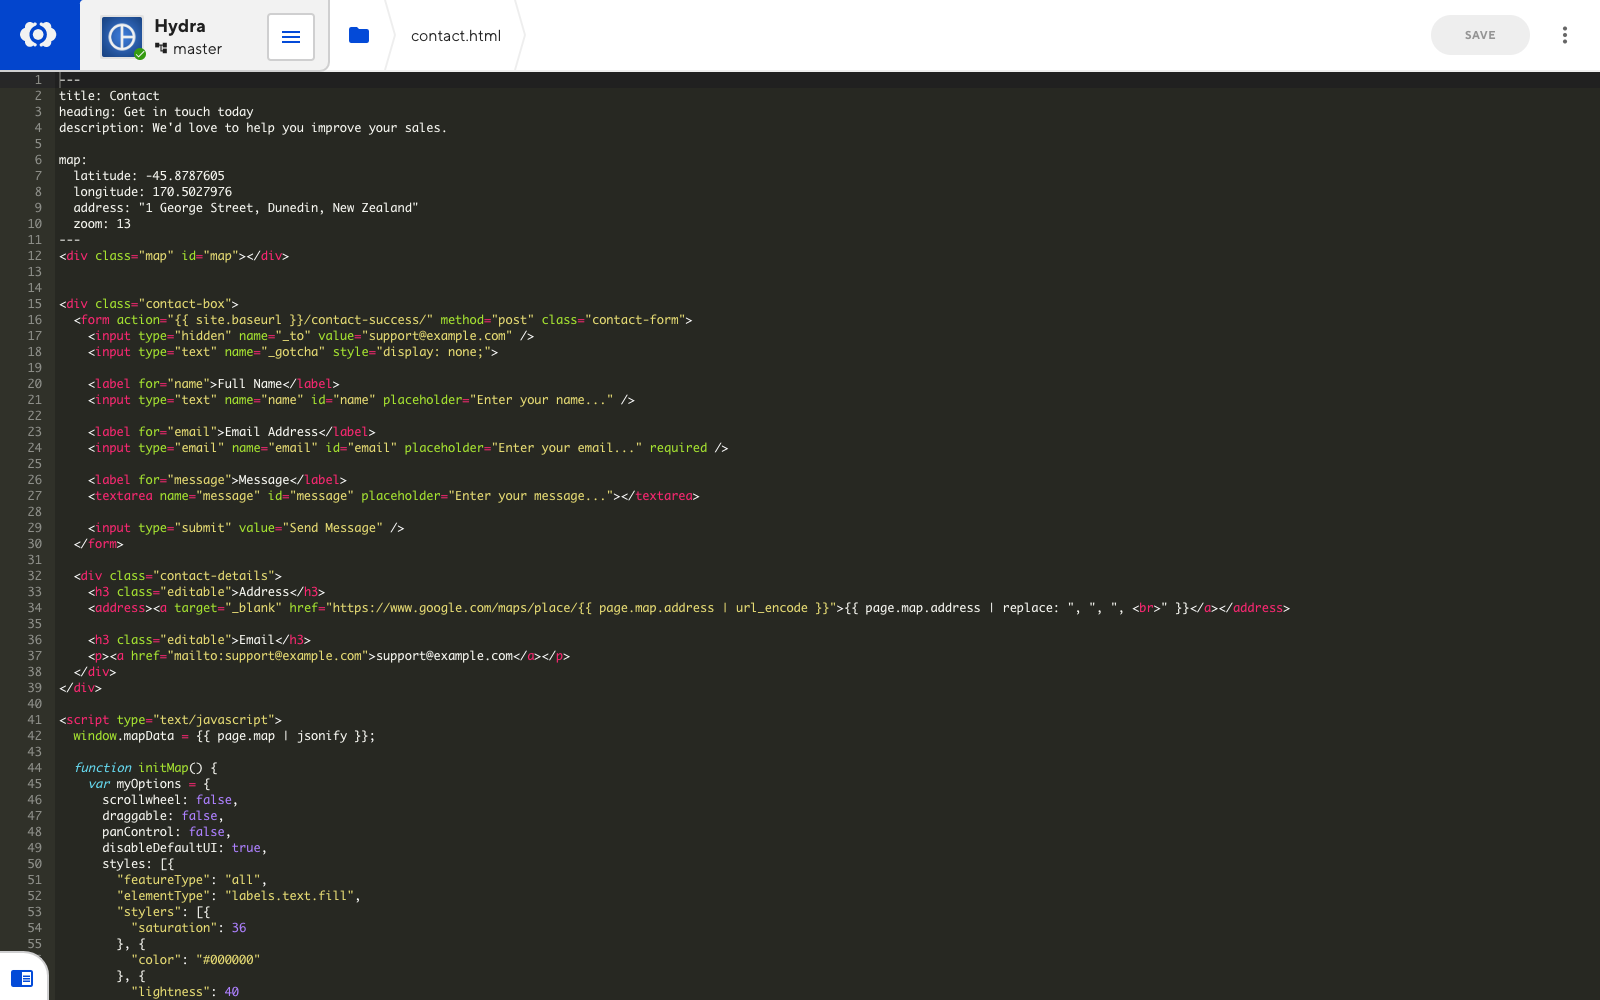 Hydra
master
contact.html
SAVE
1 ---
2 title: Contact
3 heading: Get in touch today
4 description: We'd love to help you improve your sales.
5
6 map:
7   latitude: -45.8787605
8   longitude: 170.5027976
9   address: "1 George Street, Dunedin, New Zealand"
10   zoom: 13
11 ---
12 <div class="map" id="map"></div>
13
14
15 <div class="contact-box">
16   <form action="{{ site.baseurl }}/contact-success/" method="post" class="contact-form">
17     <input type="hidden" name="_to" value="support@example.com" />
18     <input type="text" name="_gotcha" style="display: none;">
19
20     <label for="name">Full Name</label>
21     <input type="text" name="name" id="name" placeholder="Enter your name..." />
22
23     <label for="email">Email Address</label>
24     <input type="email" name="email" id="email" placeholder="Enter your email..." required />
25
26     <label for="message">Message</label>
27     <textarea name="message" id="message" placeholder="Enter your message..."></textarea>
28
29     <input type="submit" value="Send Message" />
30   </form>
31
32   <div class="contact-details">
33     <h3 class="editable">Address</h3>
34     <address><a target="_blank" href="https://www.google.com/maps/place/{{ page.map.address | url_encode }}">{{ page.map.address | replace: ", ", ", <br>" }}</a></address>
35
36     <h3 class="editable">Email</h3>
37     <p><a href="mailto:support@example.com">support@example.com</a></p>
38   </div>
39 </div>
40
41 <script type="text/javascript">
42   window.mapData = {{ page.map | jsonify }};
43
44   function initMap() {
45     var myOptions = {
46       scrollwheel: false,
47       draggable: false,
48       panControl: false,
49       disableDefaultUI: true,
50       styles: [{
51         "featureType": "all",
52         "elementType": "labels.text.fill",
53         "stylers": [{
54           "saturation": 36
55         }, {
          "color": "#000000"
        }, {
          "lightness": 40